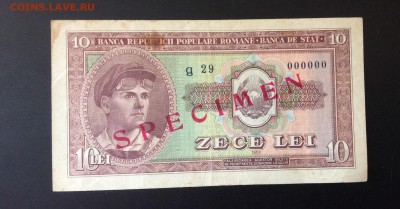 COINS.LAVE.RU
10 BANCA REPUBLICII POPULARE ROMANE - BANCA DE STAT - 10
g 29 000000
SPECIMEN
ZECE LEI
10 LEI 10